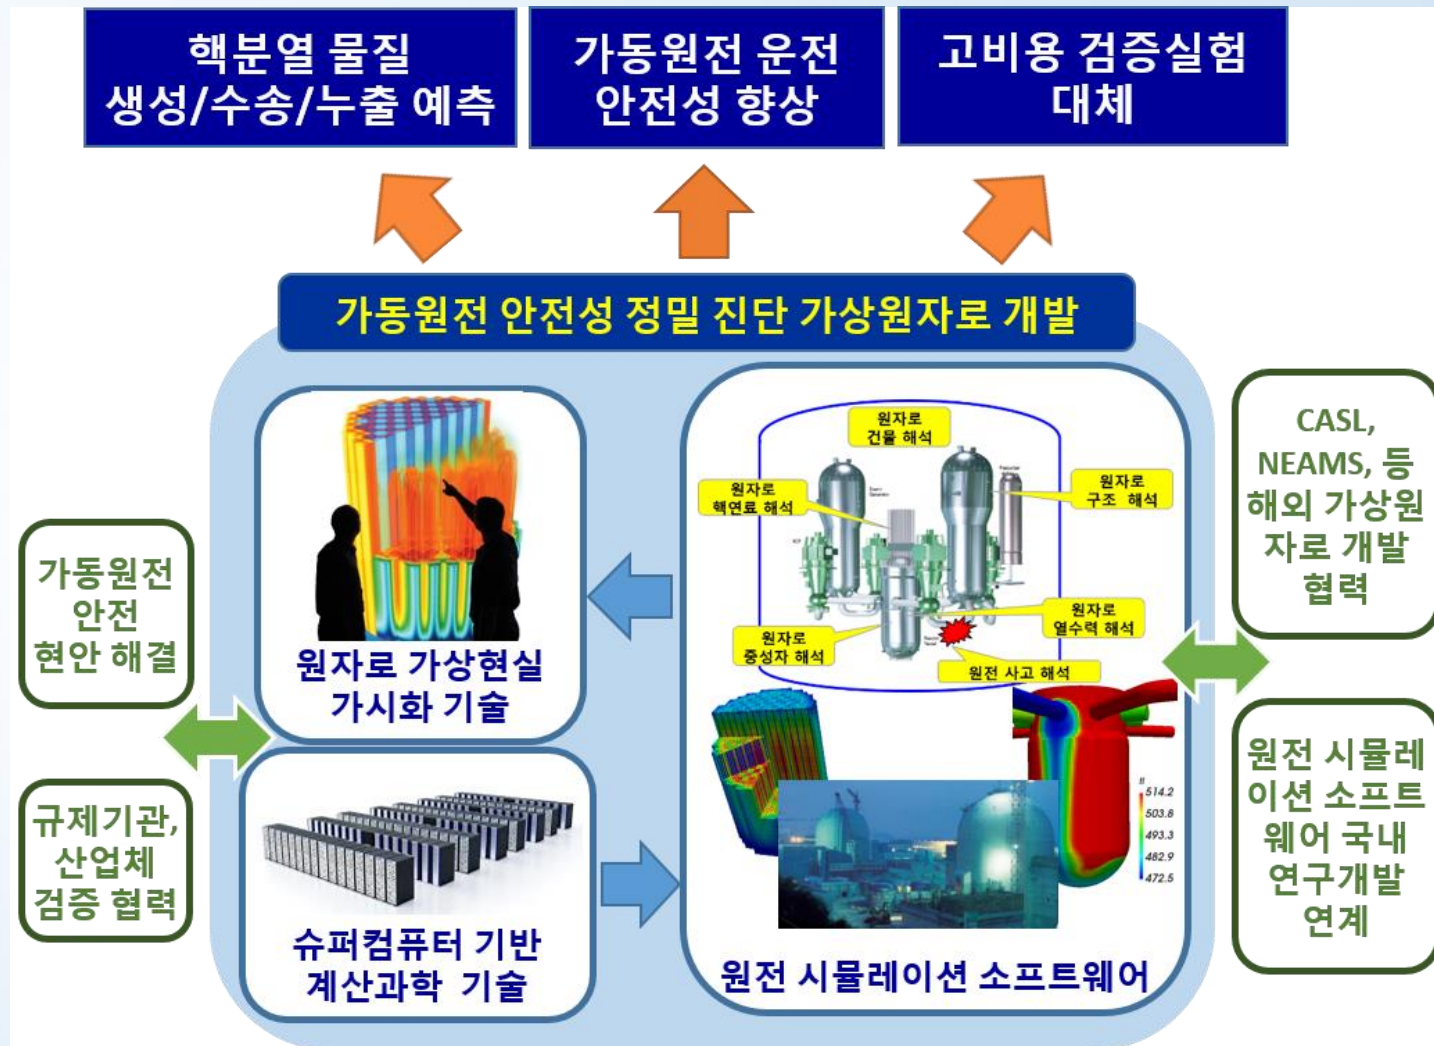 핵분열 물질
생성/수송/누출 예측
가동원전 운전
안전성 향상
고비용 검증실험
대체
가동원전 안전성 정밀 진단 가상원자로 개발
원자로 가상현실
가시화 기술
슈퍼컴퓨터 기반
계산과학 기술
원자로
건물 해석
원자로
핵연료 해석
원자로
구조 해석
원자로
열수력 해석
원자로
중성자 해석
원전 사고 해석
514.2
503.8
493.3
482.9
472.5
원전 시뮬레이션 소프트웨어
가동원전
안전
현안 해결
규제기관,
산업체
검증 협력
CASL,
NEAMS, 등
해외 가상원
자로 개발
협력
원전 시뮬레
이션 소프트
웨어 국내
연구개발
연계